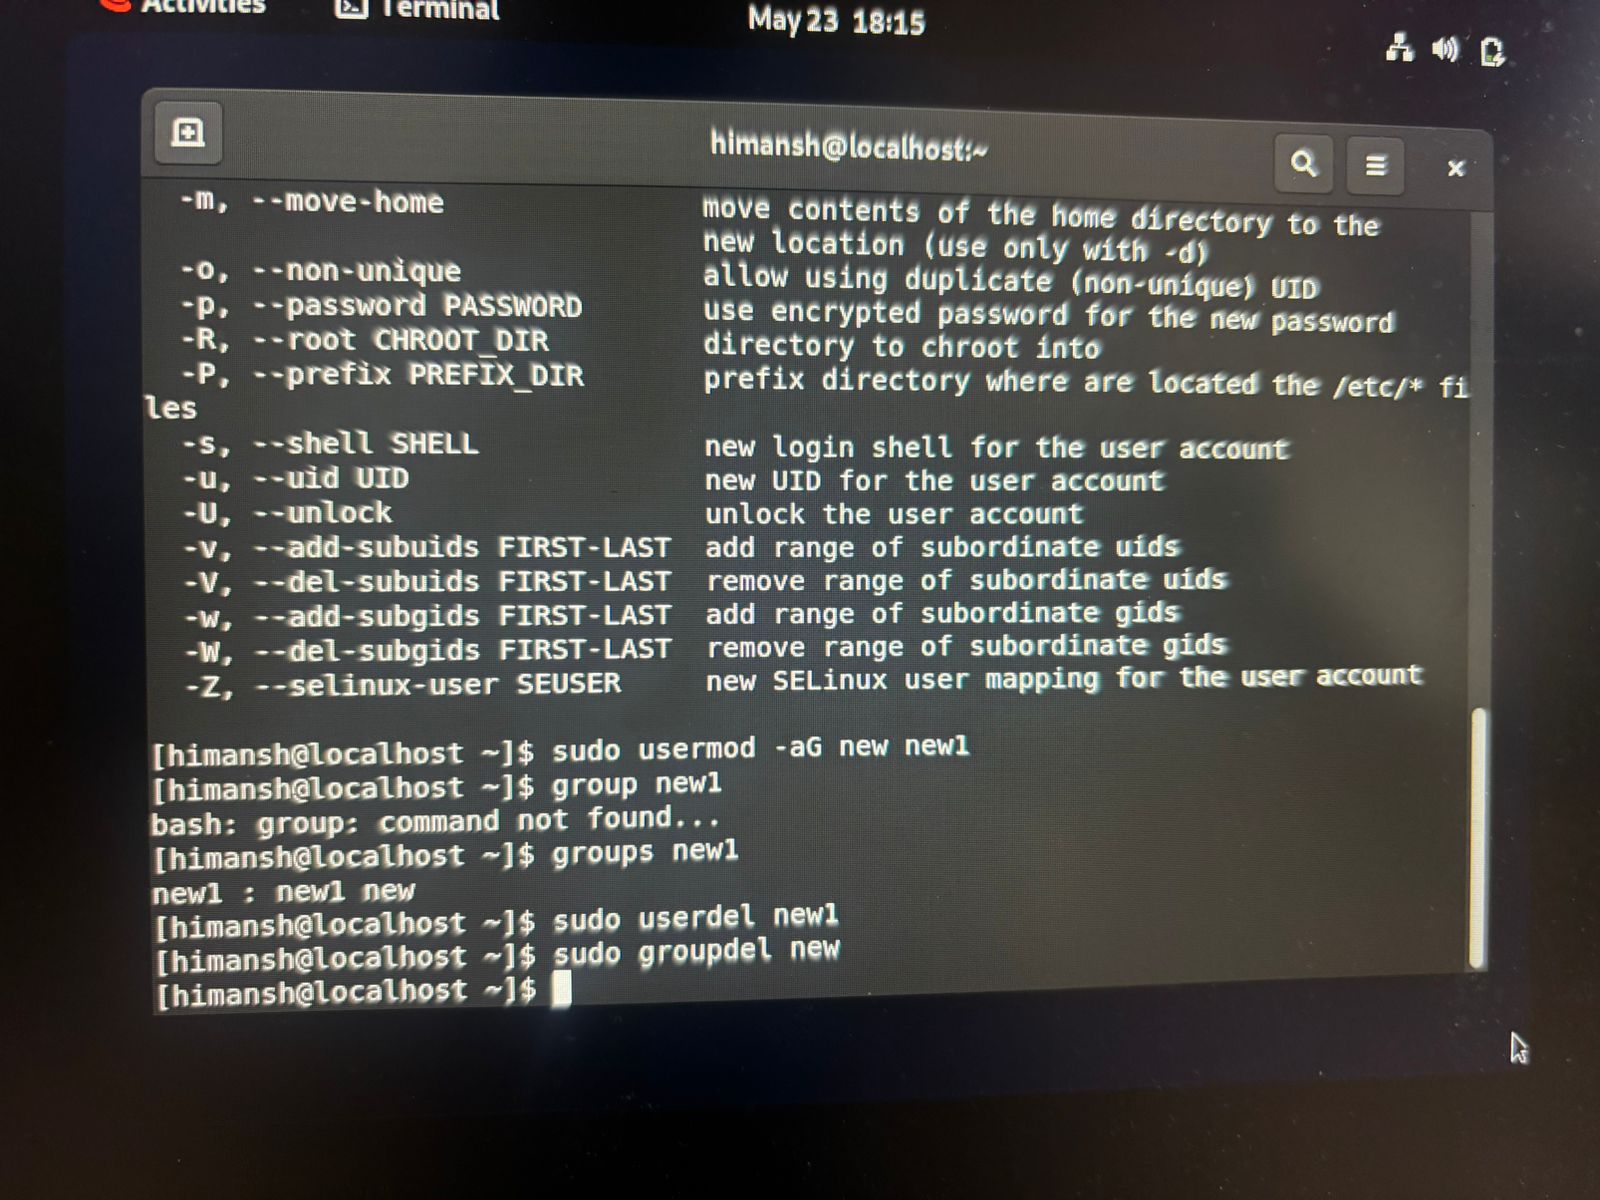 Activities
Terminal
May 23 18:15
himansh@localhost:~
-m, --move-home move contents of the home directory to the
new location (use only with -d)
-o, --non-unique allow using duplicate (non-unique) UID
-p, --password PASSWORD use encrypted password for the new password
-R, --root CHROOT_DIR directory to chroot into
-P, --prefix PREFIX_DIR prefix directory where are located the /etc/* fi
les
-s, --shell SHELL new login shell for the user account
-u, --uid UID new UID for the user account
-U, --unlock unlock the user account
-v, --add-subuids FIRST-LAST add range of subordinate uids
-V, --del-subuids FIRST-LAST remove range of subordinate uids
-w, --add-subgids FIRST-LAST add range of subordinate gids
-W, --del-subgids FIRST-LAST remove range of subordinate gids
-Z, --selinux-user SEUSER new SELinux user mapping for the user account
[himansh@localhost ~]$ sudo usermod -aG new new1
[himansh@localhost ~]$ group new1
bash: group: command not found...
[himansh@localhost ~]$ groups new1
new1 : new1 new
[himansh@localhost ~]$ sudo userdel new1
[himansh@localhost ~]$ sudo groupdel new
[himansh@localhost ~]$